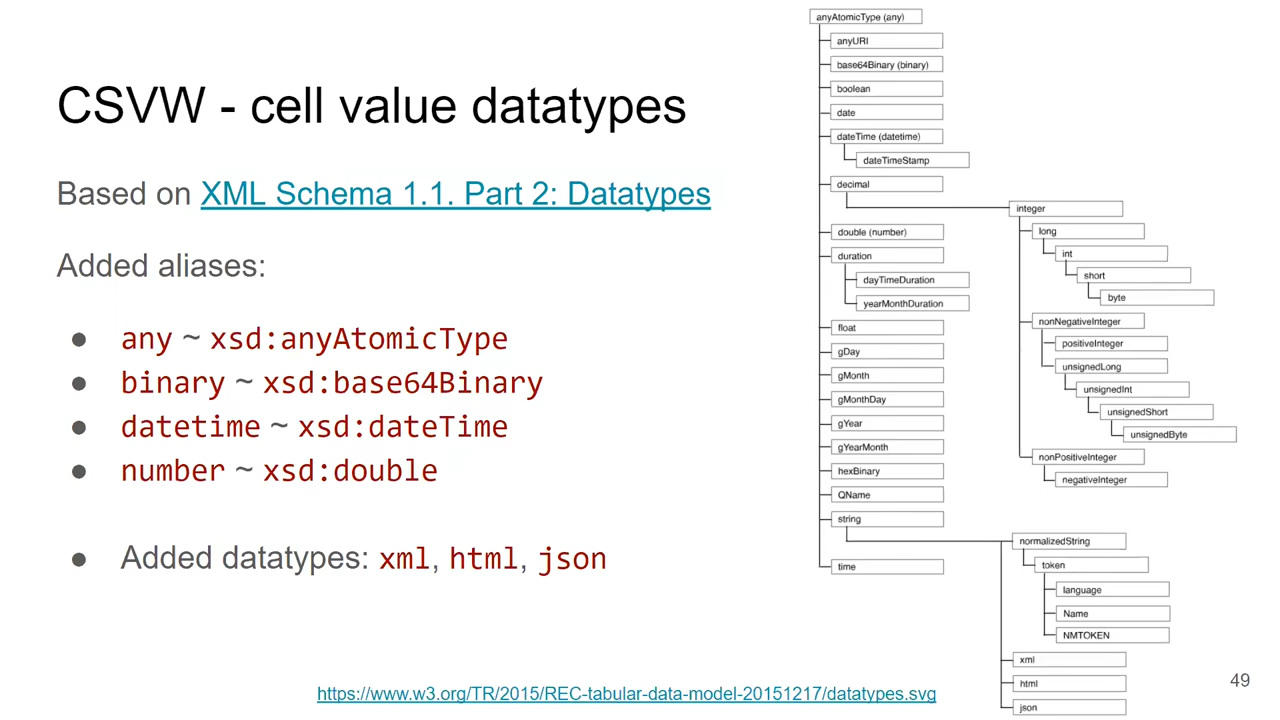 CSVW - cell value datatypes
Based on XML Schema 1.1. Part 2: Datatypes
Added aliases:
● any ~ xsd:anyAtomicType
● binary ~ xsd:base64Binary
● datetime ~ xsd:dateTime
● number ~ xsd:double
● Added datatypes: xml, html, json
anyAtomicType (any)
anyURI
base64Binary (binary)
boolean
date
dateTime (datetime)
dateTimeStamp
decimal
integer
long
int
short
byte
nonNegativeInteger
positiveInteger
unsignedLong
unsignedInt
unsignedShort
unsignedByte
nonPositiveInteger
negativeInteger
double (number)
duration
dayTimeDuration
yearMonthDuration
float
gDay
gMonth
gMonthDay
gYear
gYearMonth
hexBinary
QName
string
normalizedString
token
language
Name
NMTOKEN
xml
html
json
time
https://www.w3.org/TR/2015/REC-tabular-data-model-20151217/datatypes.svg
49